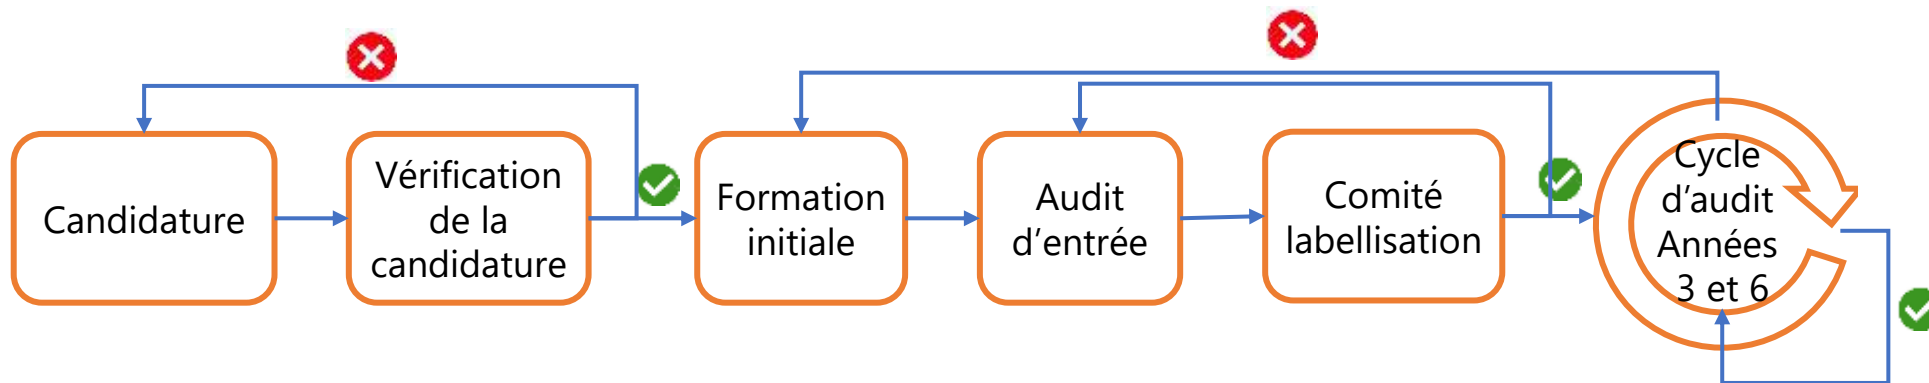 Candidature
Vérification
de la
candidature
Formation
initiale
Audit
d’entrée
Comité
labellisation
Cycle
d’audit
Années
3 et 6